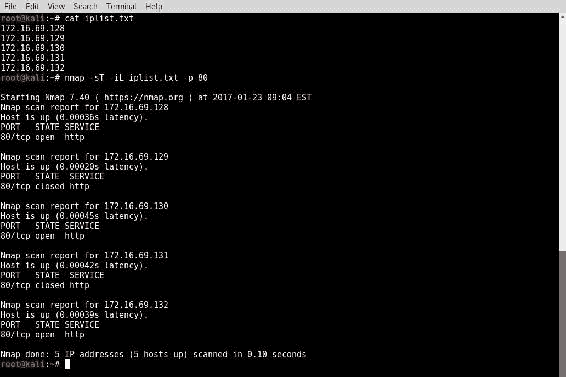 File Edit View Search Terminal Help
root@kali:~# cat iplist.txt
172.16.69.128
172.16.69.129
172.16.69.130
172.16.69.131
172.16.69.132
root@kali:~# nmap -sT -iL iplist.txt -p 80
Starting Nmap 7.40 ( https://nmap.org ) at 2017-01-23 09:04 EST
Nmap scan report for 172.16.69.128
Host is up (0.00036s latency).
PORT   STATE SERVICE
80/tcp open  http
Nmap scan report for 172.16.69.129
Host is up (0.00020s latency).
PORT   STATE  SERVICE
80/tcp closed http
Nmap scan report for 172.16.69.130
Host is up (0.00045s latency).
PORT   STATE SERVICE
80/tcp open  http
Nmap scan report for 172.16.69.131
Host is up (0.00042s latency).
PORT   STATE  SERVICE
80/tcp closed http
Nmap scan report for 172.16.69.132
Host is up (0.00039s latency).
PORT   STATE SERVICE
80/tcp open  http
Nmap done: 5 IP addresses (5 hosts up) scanned in 0.10 seconds
root@kali:~#